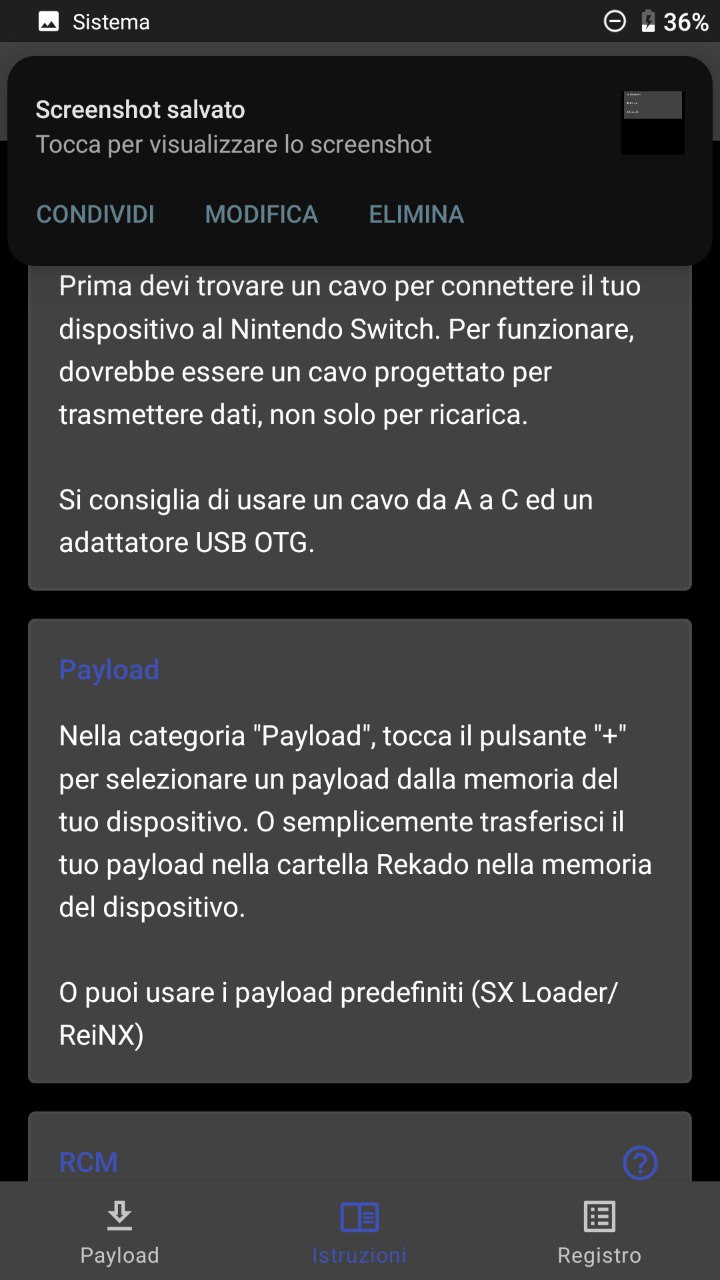 Sistema
36%
Screenshot salvato
Tocca per visualizzare lo screenshot
CONDIVIDI MODIFICA ELIMINA
Prima devi trovare un cavo per connettere il tuo
dispositivo al Nintendo Switch. Per funzionare,
dovrebbe essere un cavo progettato per
trasmettere dati, non solo per ricarica.
Si consiglia di usare un cavo da A a C ed un
adattatore USB OTG.
Payload
Nella categoria "Payload", tocca il pulsante "+"
per selezionare un payload dalla memoria del
tuo dispositivo. O semplicemente trasferisci il
tuo payload nella cartella Rekado nella memoria
del dispositivo.
O puoi usare i payload predefiniti (SX Loader/
ReiNX)
RCM
Payload Istruzioni Registro